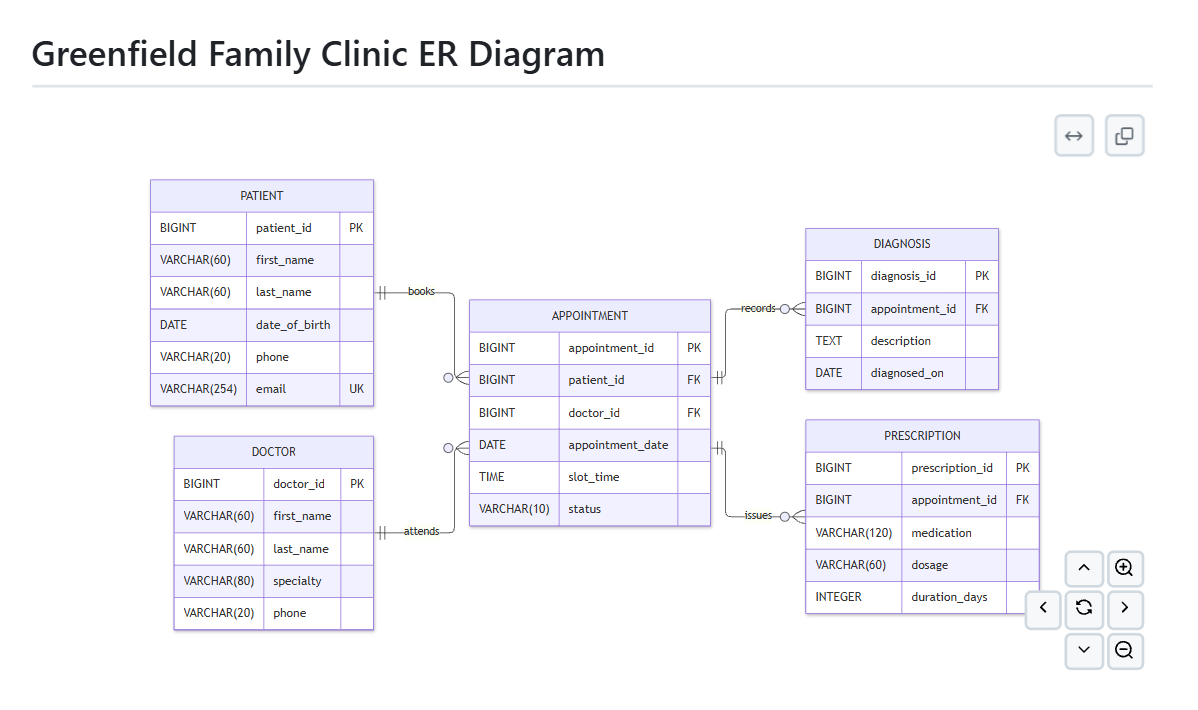 Greenfield Family Clinic ER Diagram
PATIENT
BIGINT patient_id PK
VARCHAR(60) first_name
VARCHAR(60) last_name
DATE date_of_birth
VARCHAR(20) phone
VARCHAR(254) email UK
books
DOCTOR
BIGINT doctor_id PK
VARCHAR(60) first_name
VARCHAR(60) last_name
VARCHAR(80) specialty
VARCHAR(20) phone
attends
APPOINTMENT
BIGINT appointment_id PK
BIGINT patient_id FK
BIGINT doctor_id FK
DATE appointment_date
TIME slot_time
VARCHAR(10) status
records
DIAGNOSIS
BIGINT diagnosis_id PK
BIGINT appointment_id FK
TEXT description
DATE diagnosed_on
issues
PRESCRIPTION
BIGINT prescription_id PK
BIGINT appointment_id FK
VARCHAR(120) medication
VARCHAR(60) dosage
INTEGER duration_days